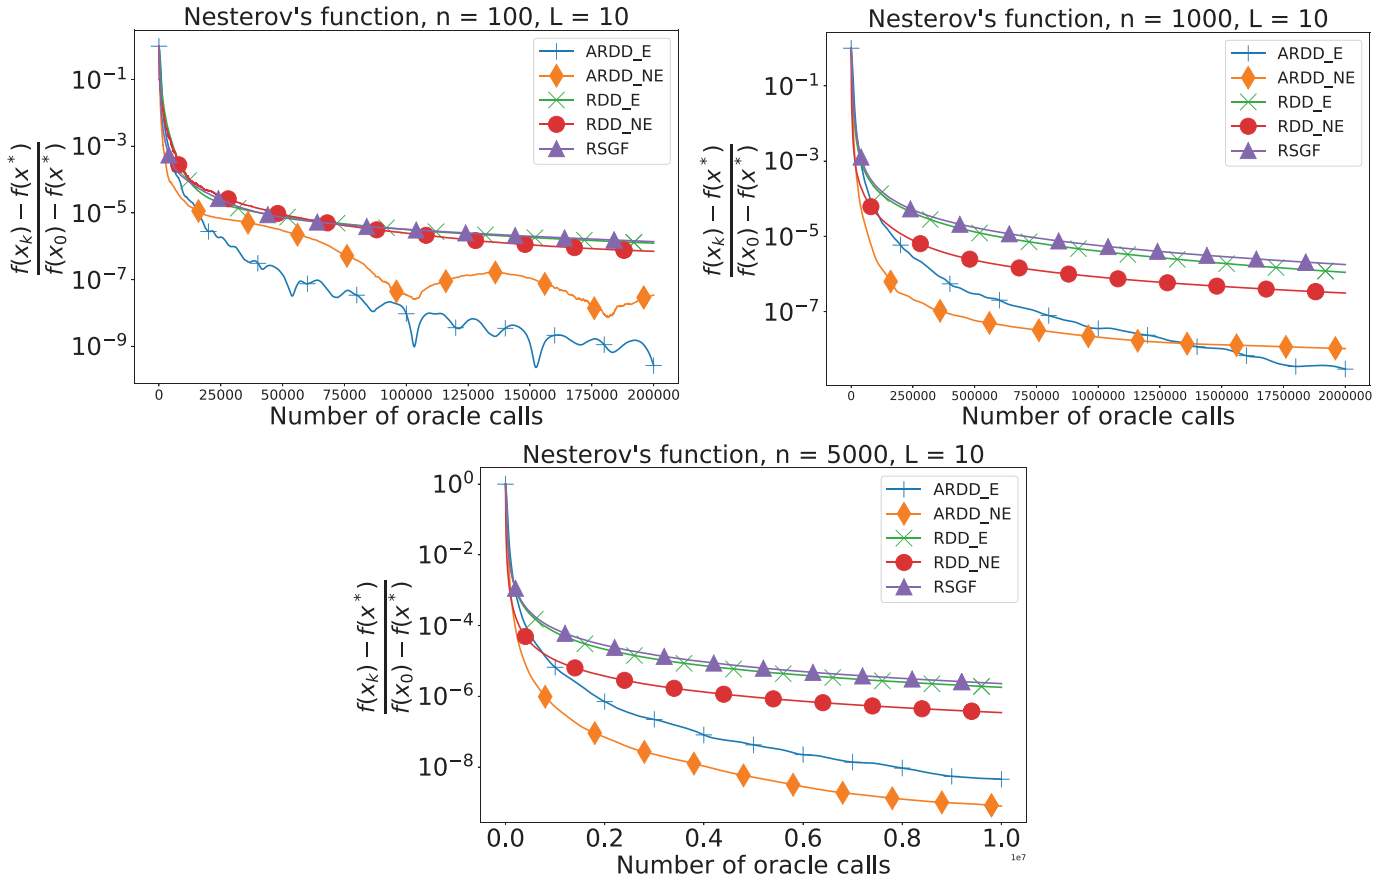 Nesterov's function, n = 100, L = 10
f(x_k) − f(x^*)
f(x_0) − f(x^*)
10^{-1}
10^{-3}
10^{-5}
10^{-7}
10^{-9}
ARDD_E
ARDD_NE
RDD_E
RDD_NE
RSGF
0 25000 50000 75000 100000 125000 150000 175000 200000
Number of oracle calls
Nesterov's function, n = 1000, L = 10
f(x_k) − f(x^*)
f(x_0) − f(x^*)
10^{-1}
10^{-3}
10^{-5}
10^{-7}
ARDD_E
ARDD_NE
RDD_E
RDD_NE
RSGF
0 250000 500000 750000 1000000 1250000 1500000 1750000 2000000
Number of oracle calls
Nesterov's function, n = 5000, L = 10
f(x_k) − f(x^*)
f(x_0) − f(x^*)
10^0
10^{-2}
10^{-4}
10^{-6}
10^{-8}
ARDD_E
ARDD_NE
RDD_E
RDD_NE
RSGF
0.0 0.2 0.4 0.6 0.8 1.0
1e7
Number of oracle calls